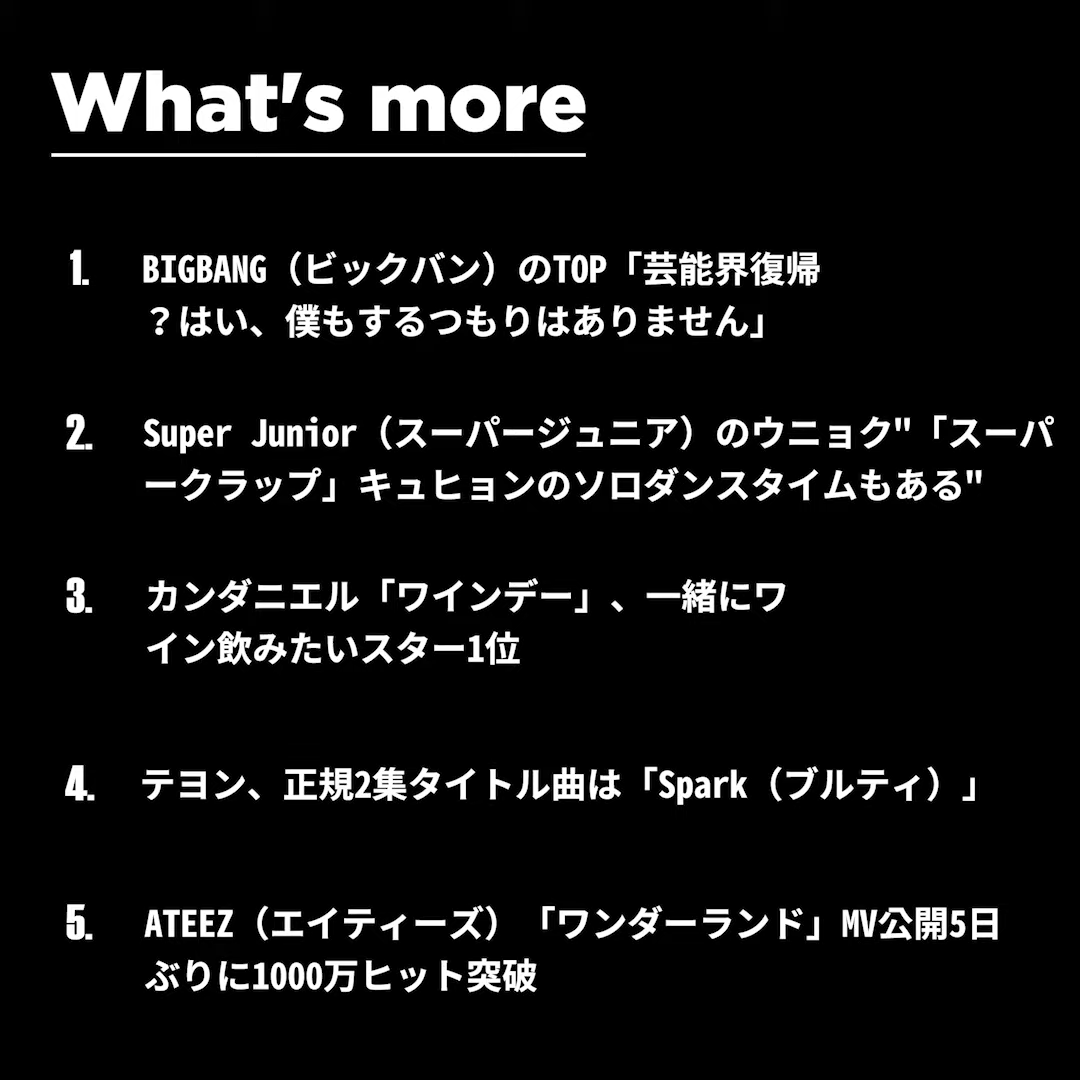 What's more
1. BIGBANG（ビックバン）のTOP「芸能界復帰
？はい、僕もするつもりはありません」
2. Super Junior（スーパージュニア）のウニョク"「スーパ
ークラップ」キュヒョンのソロダンスタイムもある"
3. カンダニエル「ワインデー」、一緒にワ
イン飲みたいスター1位
4. テヨン、正規2集タイトル曲は「Spark（ブルティ）」
5. ATEEZ（エイティーズ）「ワンダーランド」MV公開5日
ぶりに1000万ヒット突破